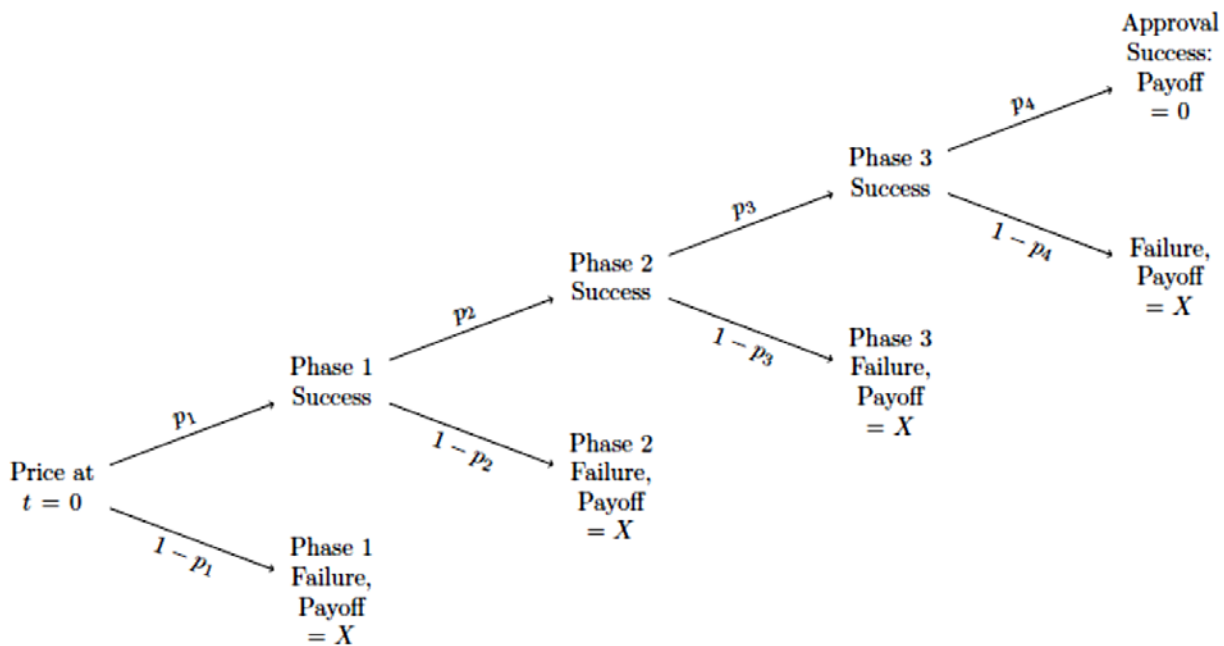 Price at
t = 0
p1
1 − p1
Phase 1
Success
Phase 1
Failure,
Payoff
= X
p2
1 − p2
Phase 2
Success
Phase 2
Failure,
Payoff
= X
p3
1 − p3
Phase 3
Success
Phase 3
Failure,
Payoff
= X
p4
1 − p4
Approval
Success:
Payoff
= 0
Failure,
Payoff
= X